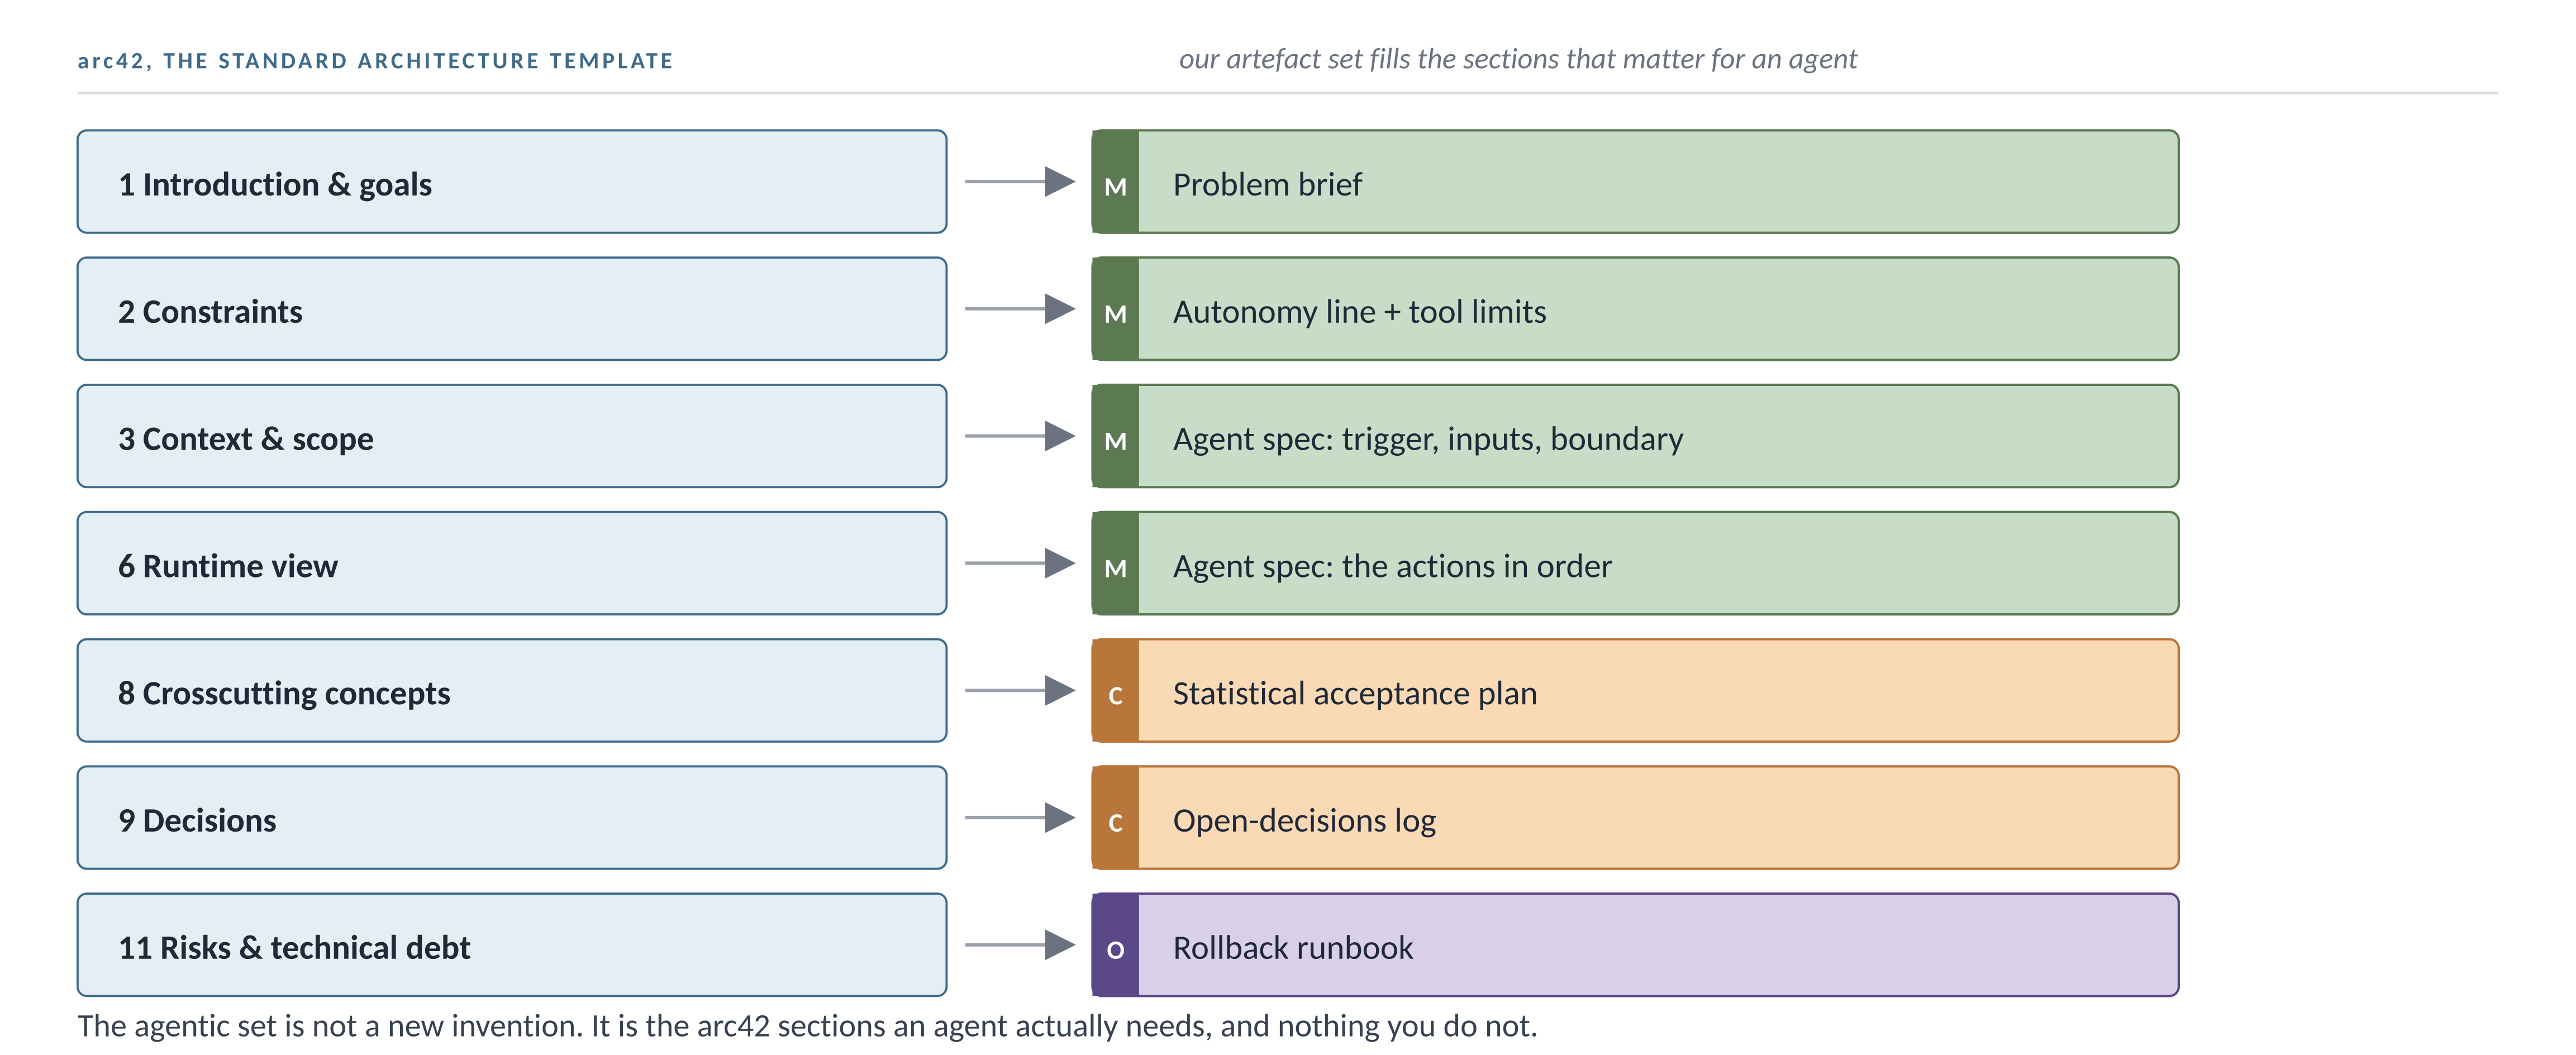 arc42, THE STANDARD ARCHITECTURE TEMPLATE
our artefact set fills the sections that matter for an agent
1 Introduction & goals
M
Problem brief
2 Constraints
M
Autonomy line + tool limits
3 Context & scope
M
Agent spec: trigger, inputs, boundary
6 Runtime view
M
Agent spec: the actions in order
8 Crosscutting concepts
C
Statistical acceptance plan
9 Decisions
C
Open-decisions log
11 Risks & technical debt
O
Rollback runbook
The agentic set is not a new invention. It is the arc42 sections an agent actually needs, and nothing you do not.